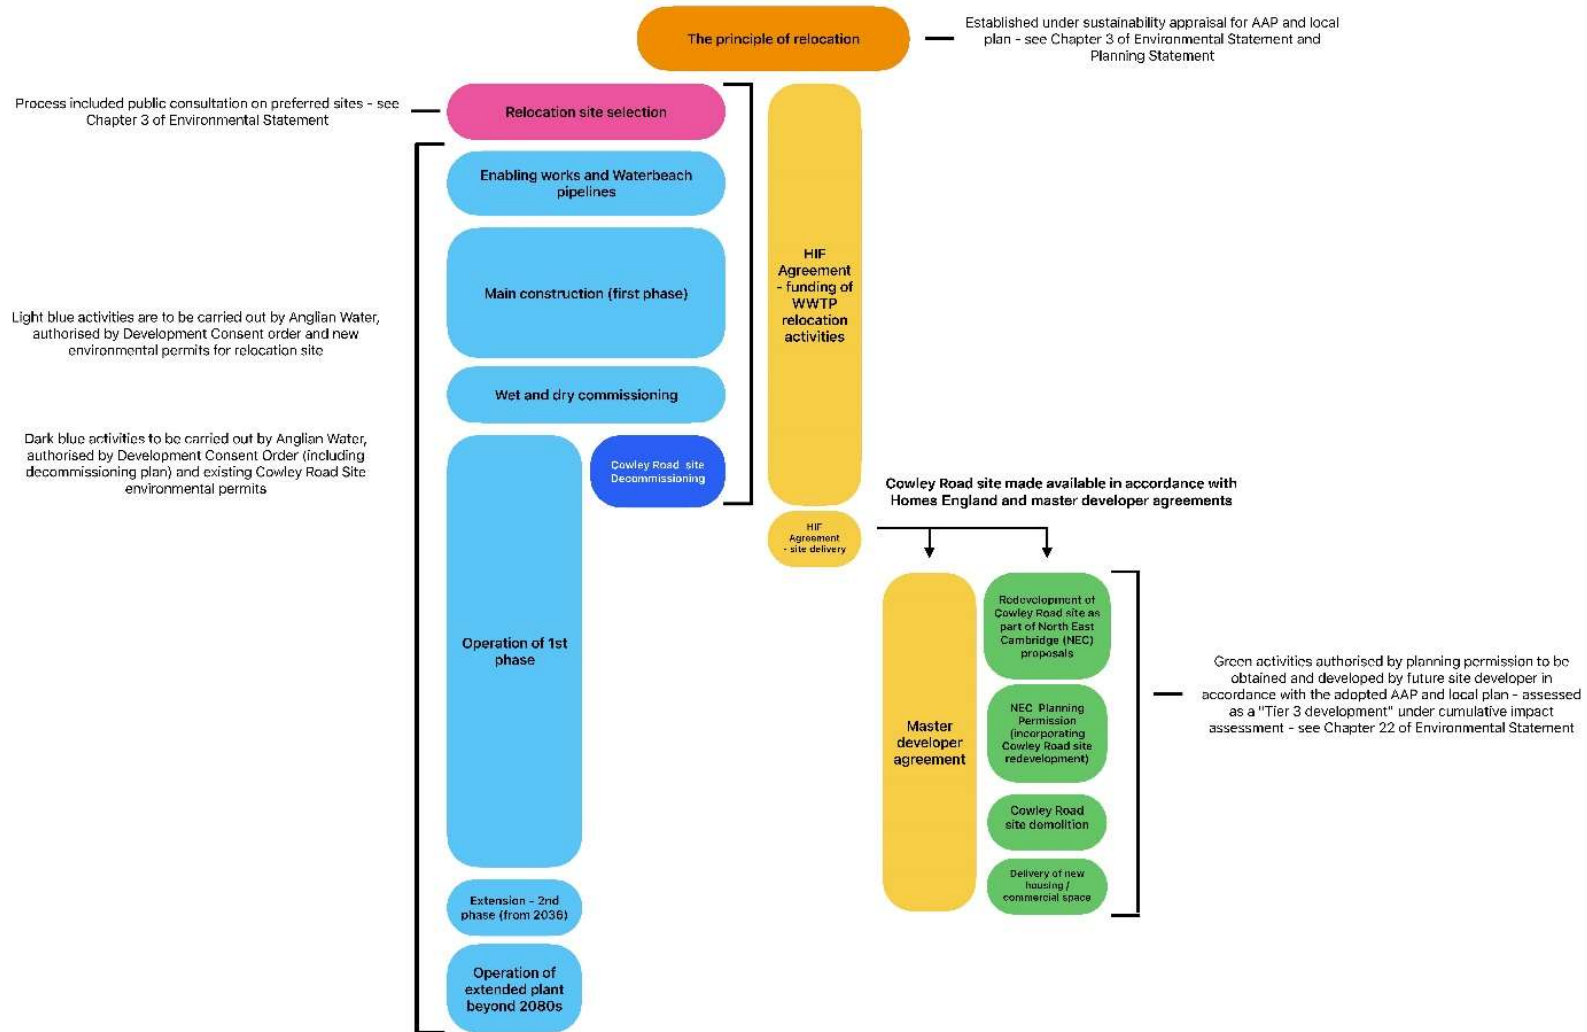 The principle of relocation
Established under sustainability appraisal for AAP and local
plan - see Chapter 3 of Environmental Statement and
Planning Statement
Process included public consultation on preferred sites - see
Chapter 3 of Environmental Statement
Relocation site selection
Enabling works and Waterbeach
pipelines
Main construction (first phase)
HIF
Agreement
- funding of
WWTP
relocation
activities
Light blue activities are to be carried out by Anglian Water,
authorised by Development Consent order and new
environmental permits for relocation site
Wet and dry commissioning
Dark blue activities to be carried out by Anglian Water,
authorised by Development Consent Order (including
decommissioning plan) and existing Cowley Road Site
environmental permits
Cowley Road site
Decommissioning
Cowley Road site made available in accordance with
Homes England and master developer agreements
HIF
Agreement
- site delivery
Operation of 1st
phase
Master
developer
agreement
Redevelopment of
Cowley Road site as
part of North East
Cambridge (NEC)
proposals
NEC Planning
Permission
(incorporating
Cowley Road site
redevelopment)
Cowley Road
site demolition
Delivery of new
housing /
commercial space
Green activities authorised by planning permission to be
obtained and developed by future site developer in
accordance with the adopted AAP and local plan - assessed
as a "Tier 3 development" under cumulative impact
assessment - see Chapter 22 of Environmental Statement
Extension - 2nd
phase (from 2036)
Operation of
extended plant
beyond 2080s